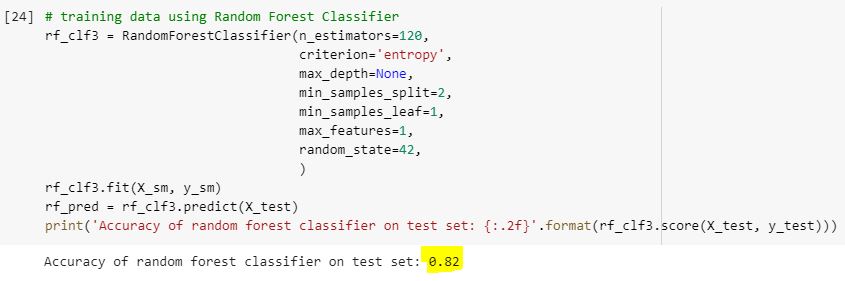 [24] # training data using Random Forest Classifier
rf_clf3 = RandomForestClassifier(n_estimators=120,
criterion='entropy',
max_depth=None,
min_samples_split=2,
min_samples_leaf=1,
max_features=1,
random_state=42,
)
rf_clf3.fit(X_sm, y_sm)
rf_pred = rf_clf3.predict(X_test)
print('Accuracy of random forest classifier on test set: {:.2f}'.format(rf_clf3.score(X_test, y_test)))
Accuracy of random forest classifier on test set: 0.82